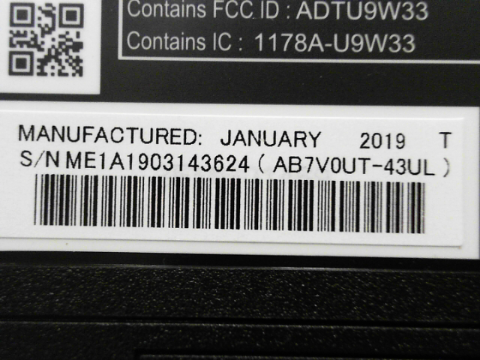 Contains FCC ID : ADTU9W33
Contains IC : 1178A-U9W33
MANUFACTURED: JANUARY 2019 T
S/N ME1A1903143624 ( AB7V0UT-43UL )